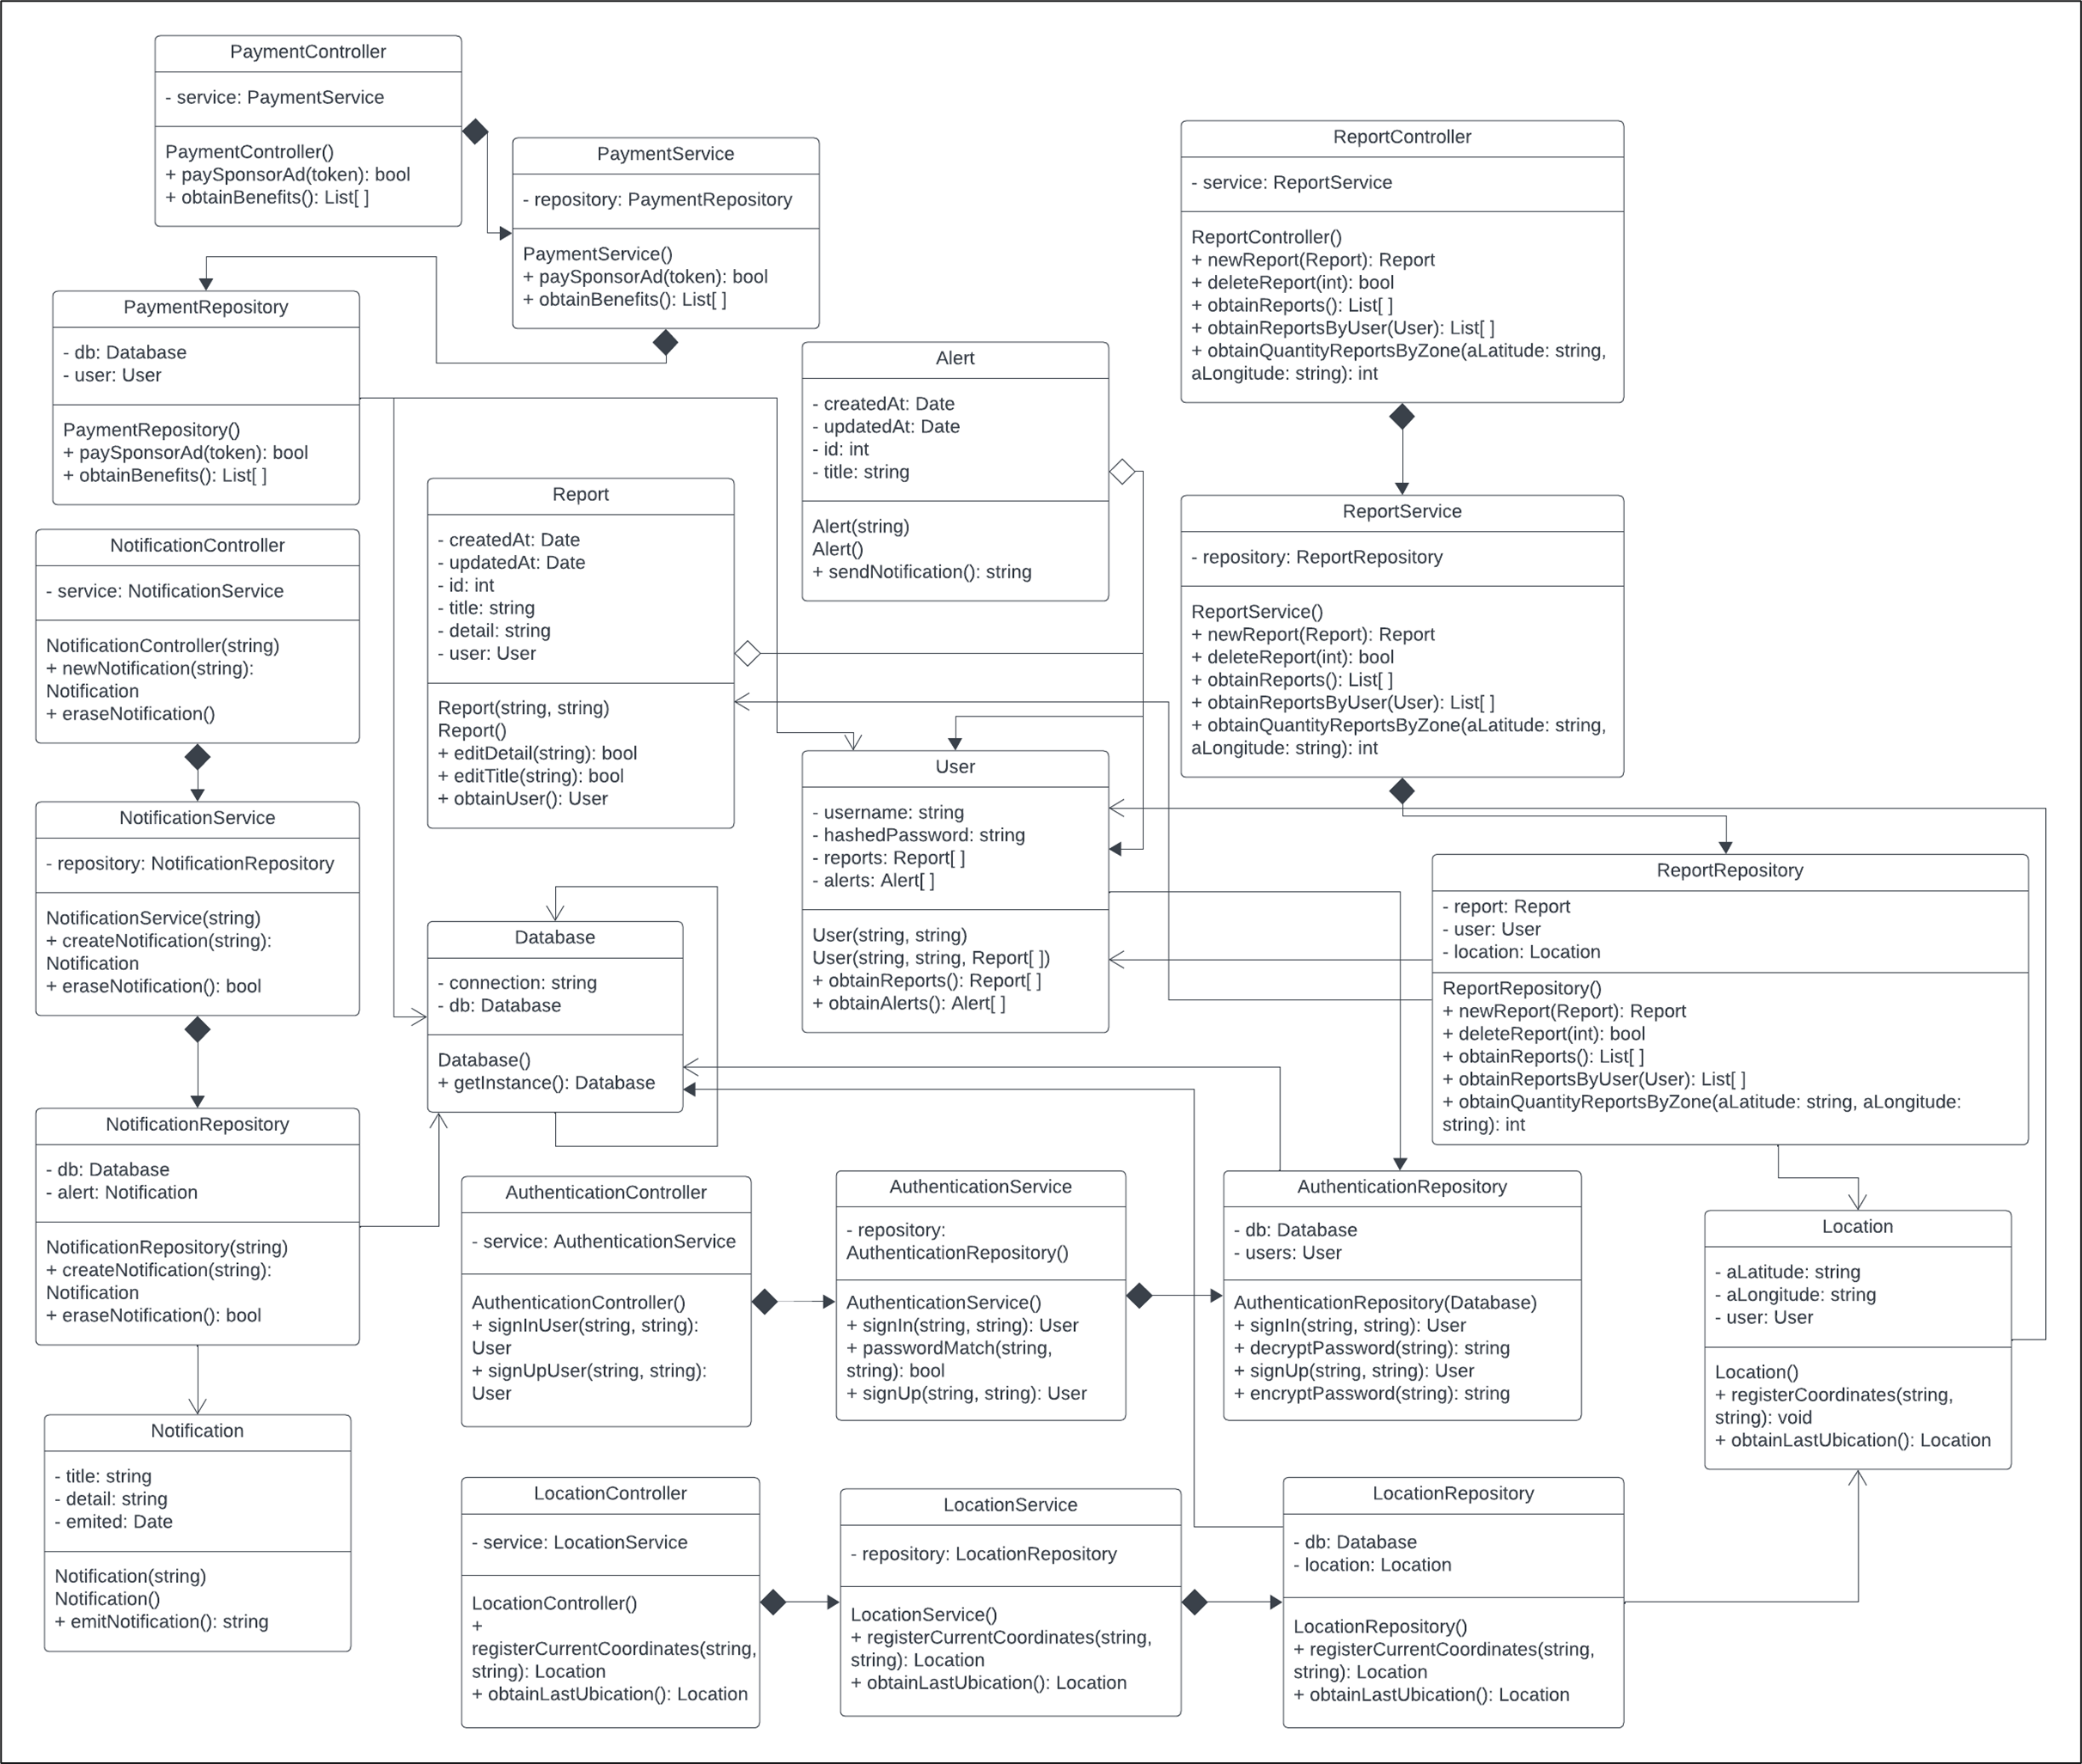 PaymentController
- service: PaymentService
PaymentController()
+ paySponsorAd(token): bool
+ obtainBenefits(): List[ ]
PaymentService
- repository: PaymentRepository
PaymentService()
+ paySponsorAd(token): bool
+ obtainBenefits(): List[ ]
ReportController
- service: ReportService
ReportController()
+ newReport(Report): Report
+ deleteReport(int): bool
+ obtainReports(): List[ ]
+ obtainReportsByUser(User): List[ ]
+ obtainQuantityReportsByZone(aLatitude: string,
aLongitude: string): int
PaymentRepository
- db: Database
- user: User
PaymentRepository()
+ paySponsorAd(token): bool
+ obtainBenefits(): List[ ]
Alert
- createdAt: Date
- updatedAt: Date
- id: int
- title: string
Alert(string)
Alert()
+ sendNotification(): string
Report
- createdAt: Date
- updatedAt: Date
- id: int
- title: string
- detail: string
- user: User
Report(string, string)
Report()
+ editDetail(string): bool
+ editTitle(string): bool
+ obtainUser(): User
ReportService
- repository: ReportRepository
ReportService()
+ newReport(Report): Report
+ deleteReport(int): bool
+ obtainReports(): List[ ]
+ obtainReportsByUser(User): List[ ]
+ obtainQuantityReportsByZone(aLatitude: string,
aLongitude: string): int
NotificationController
- service: NotificationService
NotificationController(string)
+ newNotification(string):
Notification
+ eraseNotification()
User
- username: string
- hashedPassword: string
- reports: Report[ ]
- alerts: Alert[ ]
User(string, string)
User(string, string, Report[ ])
+ obtainReports(): Report[ ]
+ obtainAlerts(): Alert[ ]
NotificationService
- repository: NotificationRepository
NotificationService(string)
+ createNotification(string):
Notification
+ eraseNotification(): bool
ReportRepository
- report: Report
- user: User
- location: Location
ReportRepository()
+ newReport(Report): Report
+ deleteReport(int): bool
+ obtainReports(): List[ ]
+ obtainReportsByUser(User): List[ ]
+ obtainQuantityReportsByZone(aLatitude: string, aLongitude:
string): int
Database
- connection: string
- db: Database
Database()
+ getInstance(): Database
NotificationRepository
- db: Database
- alert: Notification
NotificationRepository(string)
+ createNotification(string):
Notification
+ eraseNotification(): bool
AuthenticationController
- service: AuthenticationService
AuthenticationController()
+ signInUser(string, string):
User
+ signUpUser(string, string):
User
AuthenticationService
- repository:
AuthenticationRepository()
AuthenticationService()
+ signIn(string, string): User
+ passwordMatch(string,
string): bool
+ signUp(string, string): User
AuthenticationRepository
- db: Database
- users: User
AuthenticationRepository(Database)
+ signIn(string, string): User
+ decryptPassword(string): string
+ signUp(string, string): User
+ encryptPassword(string): string
Location
- aLatitude: string
- aLongitude: string
- user: User
Location()
+ registerCoordinates(string,
string): void
+ obtainLastUbication(): Location
Notification
- title: string
- detail: string
- emited: Date
Notification(string)
Notification()
+ emitNotification(): string
LocationController
- service: LocationService
LocationController()
+
registerCurrentCoordinates(string,
string): Location
+ obtainLastUbication(): Location
LocationService
- repository: LocationRepository
LocationService()
+ registerCurrentCoordinates(string,
string): Location
+ obtainLastUbication(): Location
LocationRepository
- db: Database
- location: Location
LocationRepository()
+ registerCurrentCoordinates(string,
string): Location
+ obtainLastUbication(): Location